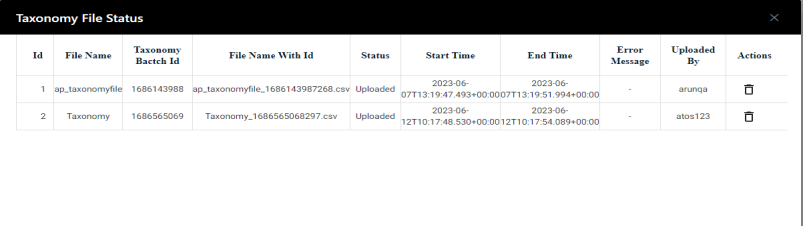 Taxonomy File Status
Id File Name Taxonomy Bactch Id File Name With Id Status Start Time End Time Error Message Uploaded By Actions
1 ap_taxonomyfile 1686143988 ap_taxonomyfile_1686143987268.csv Uploaded 2023-06-07T13:19:47.493+00:00 2023-06-07T13:19:51.994+00:00 - arunqa
2 Taxonomy 1686565069 Taxonomy_1686565068297.csv Uploaded 2023-06-12T10:17:48.530+00:00 2023-06-12T10:17:54.089+00:00 - atos123